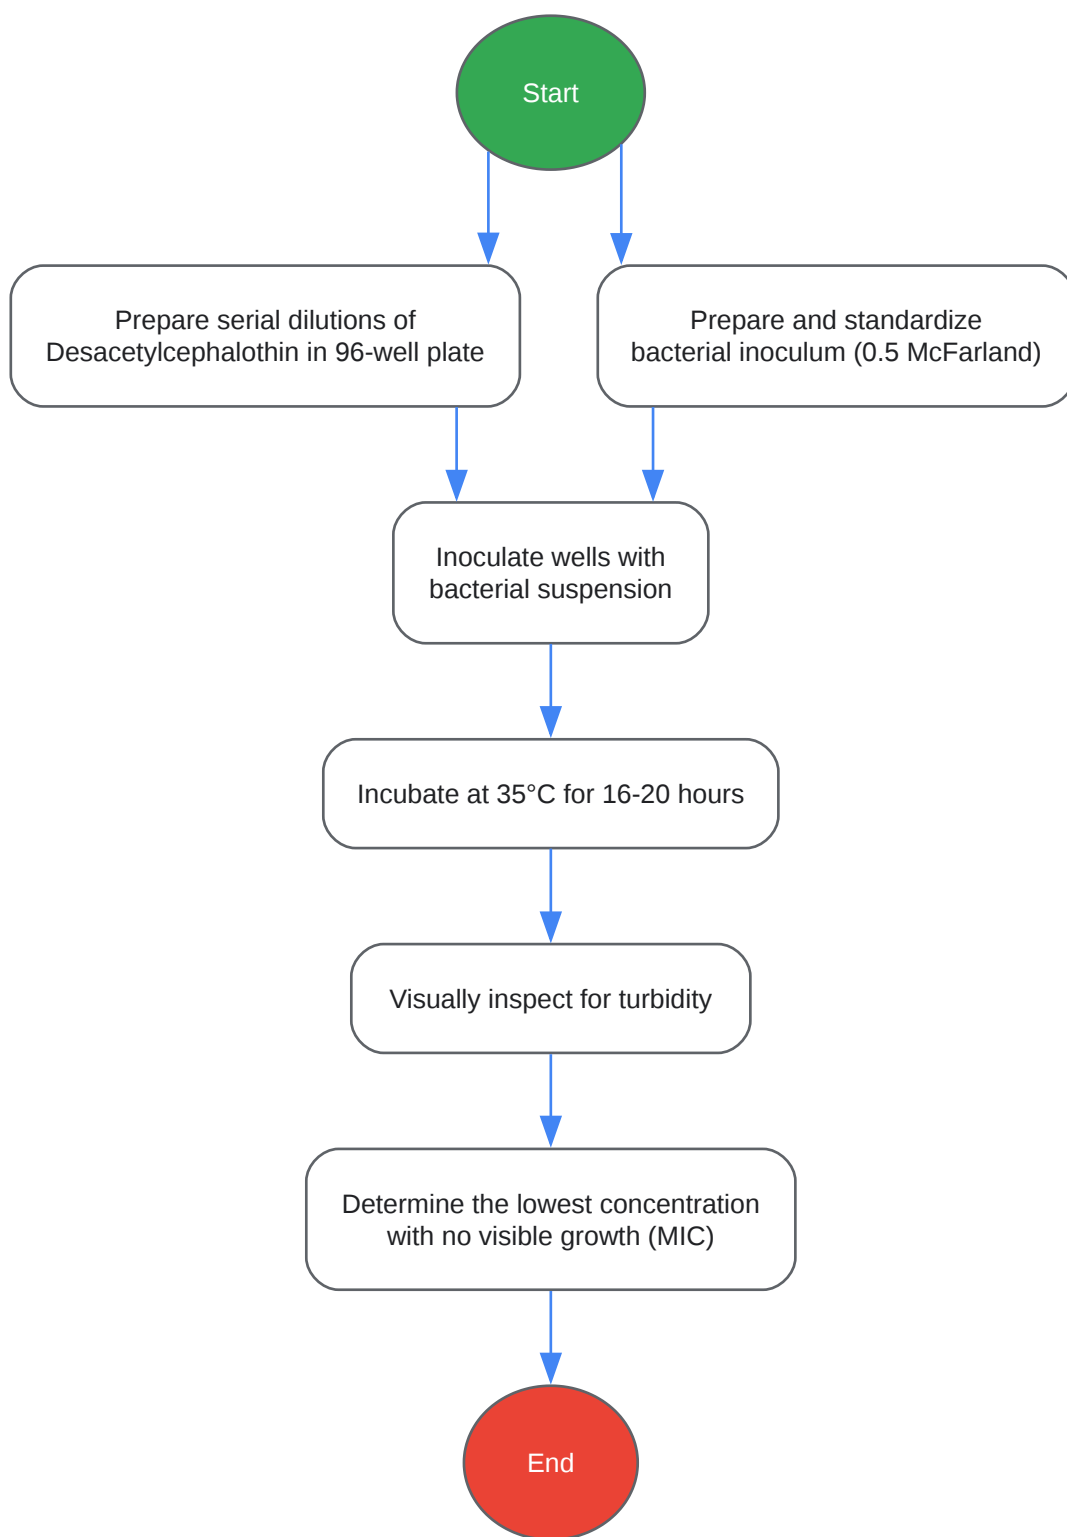 Start
Prepare serial dilutions of
Desacetylcephalothin in 96-well plate
Prepare and standardize
bacterial inoculum (0.5 McFarland)
Inoculate wells with
bacterial suspension
Incubate at 35°C for 16-20 hours
Visually inspect for turbidity
Determine the lowest concentration
with no visible growth (MIC)
End